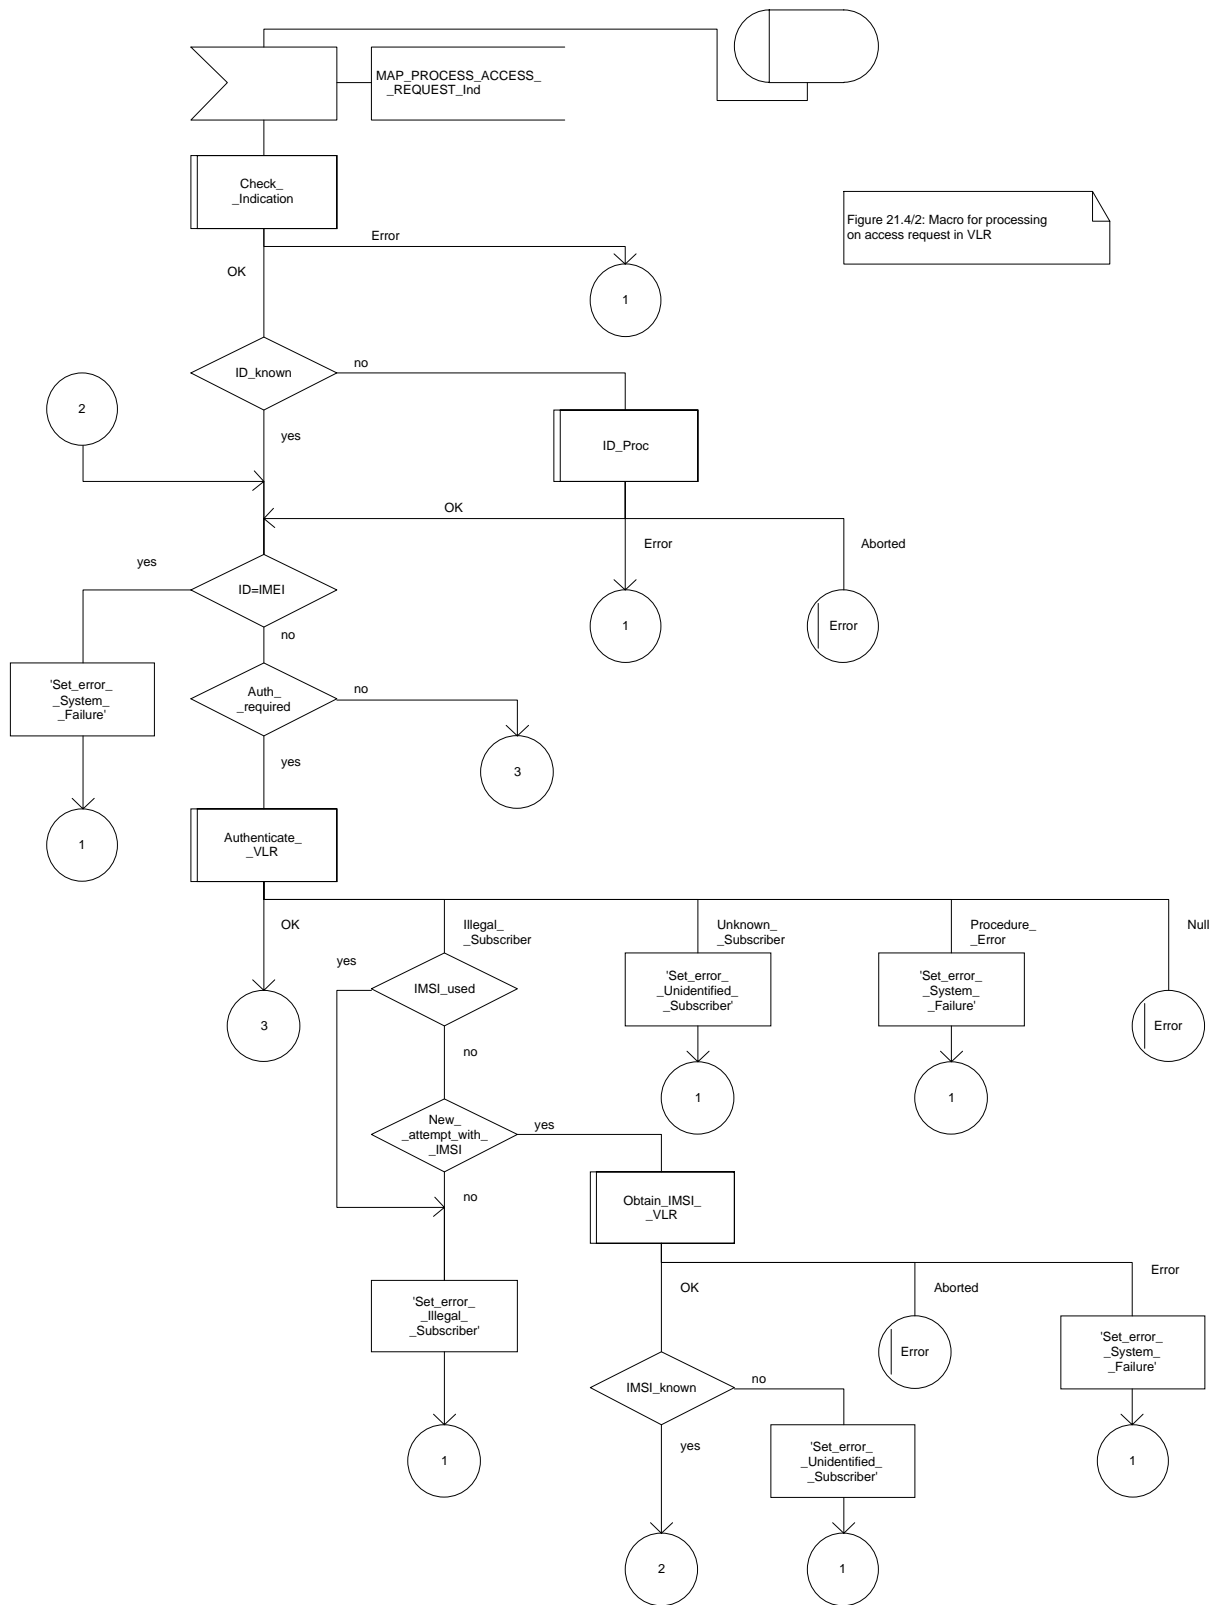 MAP_PROCESS_ACCESS_
_REQUEST_Ind
Check_
_Indication
Figure 21.4/2: Macro for processing
on access request in VLR
Error
OK
1
ID_known
no
2
yes
ID_Proc
OK
Error
Aborted
yes
ID=IMEI
1
Error
no
'Set_error_
_System_
_Failure'
Auth_
_required
no
yes
3
1
Authenticate_
_VLR
OK
Illegal_
_Subscriber
Unknown_
_Subscriber
Procedure_
_Error
Null
yes
IMSI_used
'Set_error_
_Unidentified_
_Subscriber'
'Set_error_
_System_
_Failure'
3
Error
no
1
1
New_
_attempt_with_
_IMSI
yes
no
Obtain_IMSI_
_VLR
OK
Aborted
Error
'Set_error_
_Illegal_
_Subscriber'
Error
'Set_error_
_System_
_Failure'
IMSI_known
no
yes
'Set_error_
_Unidentified_
_Subscriber'
1
1
2
1